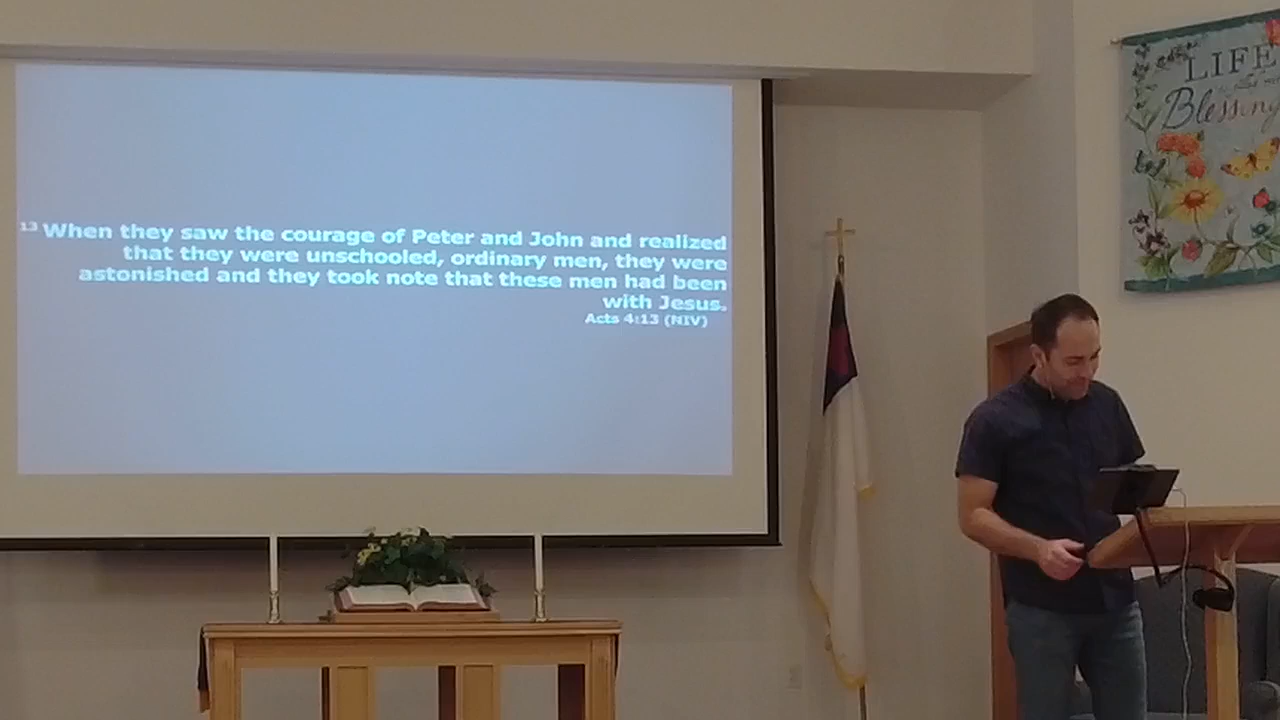 13 When they saw the courage of Peter and John and realized
that they were unschooled, ordinary men, they were
astonished and they took note that these men had been
with Jesus.
Acts 4:13 (NIV)
LIFE
Blessing